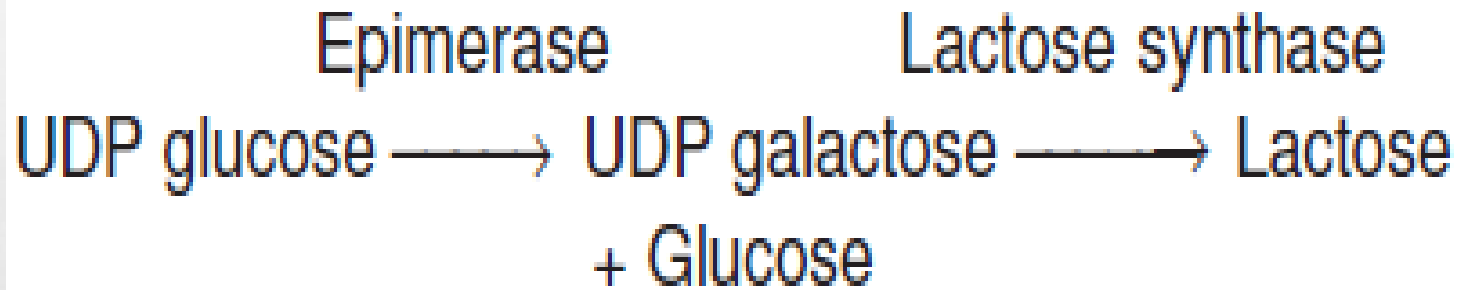 Epimerase Lactose synthase
UDP glucose → UDP galactose → Lactose
+ Glucose